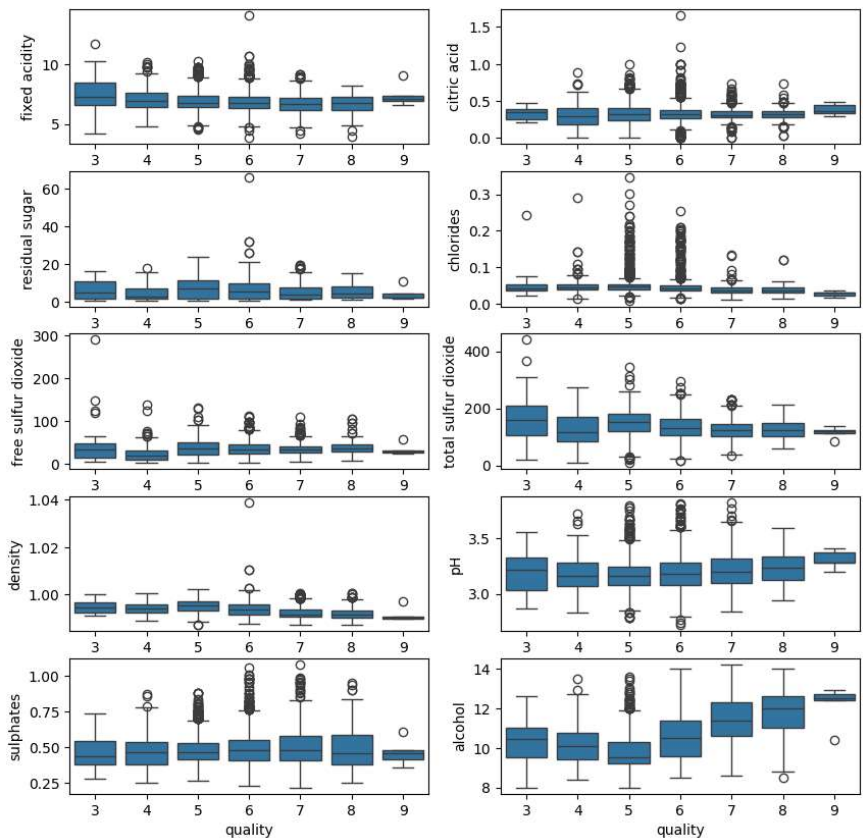 fixed acidity
10
5
3 4 5 6 7 8 9
citric acid
1.5
1.0
0.5
0.0
3 4 5 6 7 8 9
residual sugar
60
40
20
0
3 4 5 6 7 8 9
chlorides
0.3
0.2
0.1
0.0
3 4 5 6 7 8 9
free sulfur dioxide
300
200
100
0
3 4 5 6 7 8 9
total sulfur dioxide
400
200
0
3 4 5 6 7 8 9
density
1.04
1.02
1.00
3 4 5 6 7 8 9
pH
3.5
3.0
3 4 5 6 7 8 9
sulphates
1.00
0.75
0.50
0.25
3 4 5 6 7 8 9
quality
alcohol
14
12
10
8
3 4 5 6 7 8 9
quality